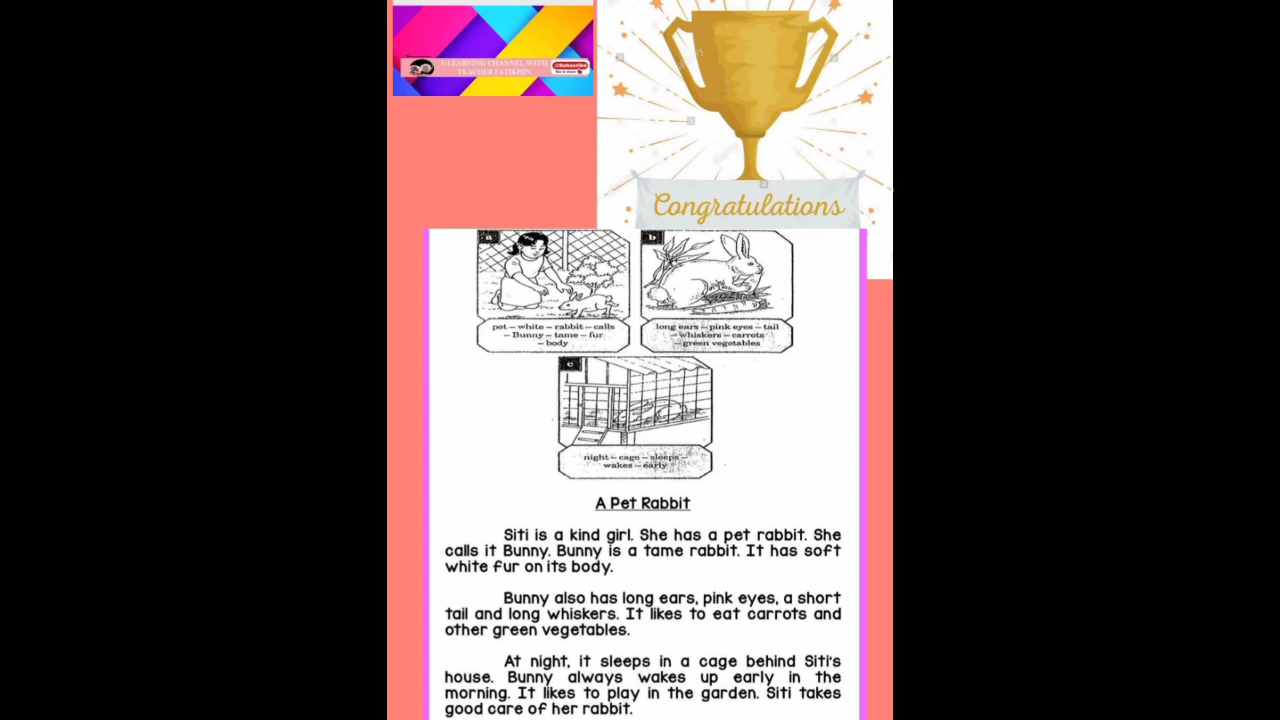 E-LEARNING CHANNEL WITH
TEACHER FATIKHIN
Subscribe
like & share
Congratulations
a
b
pet – white – rabbit – calls
– Bunny – tame – fur
– body
long ears – pink eyes – tail
– whiskers – carrots
– green vegetables
c
night – cage – sleeps –
wakes – early
A Pet Rabbit
Siti is a kind girl. She has a pet rabbit. She
calls it Bunny. Bunny is a tame rabbit. It has soft
white fur on its body.
Bunny also has long ears, pink eyes, a short
tail and long whiskers. It likes to eat carrots and
other green vegetables.
At night, it sleeps in a cage behind Siti's
house. Bunny always wakes up early in the
morning. It likes to play in the garden. Siti takes
good care of her rabbit.